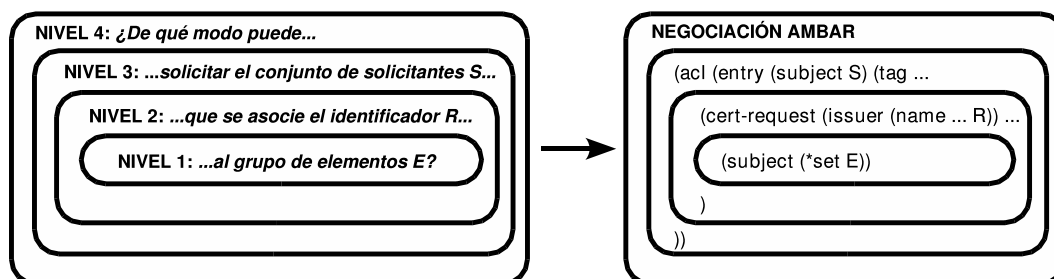 NIVEL 4: ¿De qué modo puede...
NIVEL 3: ...solicitar el conjunto de solicitantes S...
NIVEL 2: ...que se asocie el identificador R...
NIVEL 1: ...al grupo de elementos E?
NEGOCIACIÓN AMBAR
(acl (entry (subject S) (tag ...
(cert-request (issuer (name ... R)) ...
(subject (*set E))
)
))